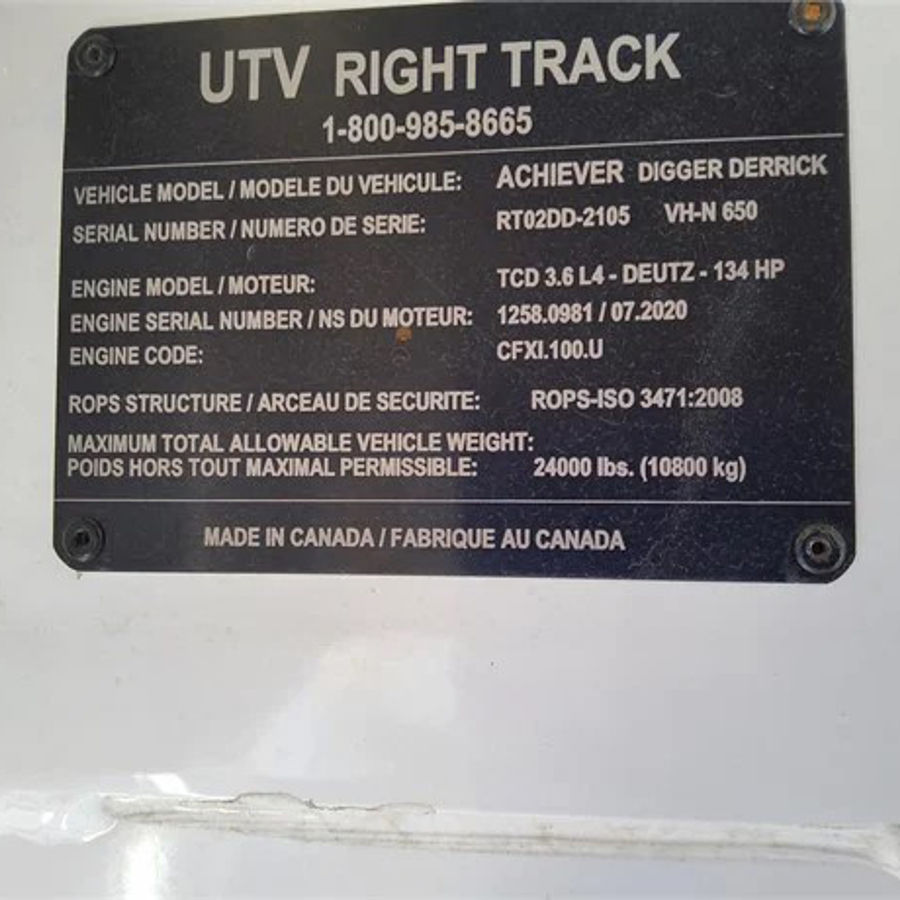 UTV RIGHT TRACK
1-800-985-8665
VEHICLE MODEL / MODELE DU VEHICULE: ACHIEVER DIGGER DERRICK
SERIAL NUMBER / NUMERO DE SERIE: RT02DD-2105 VH-N 650
ENGINE MODEL / MOTEUR: TCD 3.6 L4 - DEUTZ - 134 HP
ENGINE SERIAL NUMBER / NS DU MOTEUR: 1258.0981 / 07.2020
ENGINE CODE: CFXI.100.U
ROPS STRUCTURE / ARCEAU DE SECURITE: ROPS-ISO 3471:2008
MAXIMUM TOTAL ALLOWABLE VEHICLE WEIGHT:
POIDS HORS TOUT MAXIMAL PERMISSIBLE: 24000 lbs. (10800 kg)
MADE IN CANADA / FABRIQUE AU CANADA